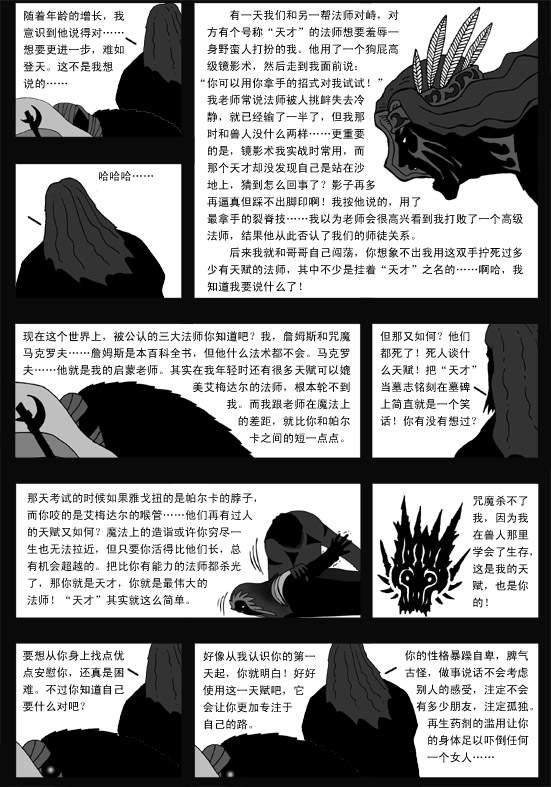 随着年龄的增长，我
意识到他说得对……
想要更进一步，难如
登天。这不是我想
说的……
有一天我们和另一帮法师对峙，对
方有个号称“天才”的法师想要羞辱一
身野蛮人打扮的我。他用了一个狗屁高
级镜影术，然后走到我面前说：
“你可以用你拿手的招式对我试试！”
我老师常说法师被人挑衅失去冷
静，就已经输了一半了，但我那
时和兽人没什么两样……更重要
的是，镜影术我实战时常用，而
那个天才却没发现自己是站在沙
地上，猜到怎么回事了？影子再多
再逼真但踩不出脚印啊！我按他说的，用了
最拿手的裂脊技……我以为老师会很高兴看到我打败了一个高级
法师，结果他从此否认了我们的师徒关系。
后来我就和哥哥自己闯荡，你想象不出我用这双手拧死过多
少有天赋的法师，其中不少是挂着“天才”之名的……啊哈，我
知道我要说什么了！
哈哈哈……
现在这个世界上，被公认的三大法师你知道吧？我，詹姆斯和咒魔
马克罗夫……詹姆斯是本百科全书，但他什么法术都不会。马克罗
夫……他就是我的启蒙老师。其实在我年轻时还有很多天赋可以媲
美艾梅达尔的法师，根本轮不到
我。而我跟老师在魔法上
的差距，就比你和帕尔
卡之间的短一点点。
但那又如何？他们
都死了！死人谈什
么天赋！把“天才”
当墓志铭刻在墓碑
上简直就是一个笑
话！你有没有想过？
那天考试的时候如果雅戈扭的是帕尔卡的脖子，
而你咬的是艾梅达尔的喉管……他们再有过人
的天赋又如何？魔法上的造诣或许你穷尽一
生也无法拉近，但只要你活得比他们长，总
有机会超越的。把比你有能力的法师都杀光
了，那你就是天才，你就是最伟大的
法师！“天才”其实就这么简单。
咒魔杀不了
我，因为我
在兽人那里
学会了生存，
这是我的天
赋，也是你
的！
要想从你身上找点优
点安慰你，还真是困
难。不过你知道自己
要什么对吧？
好像从我认识你的第一
天起，你就明白！好好
使用这一天赋吧，它
会让你更加专注于
自己的路。
你的性格暴躁自卑，脾气
古怪，做事说话不会考虑
别人的感受，注定不会
有多少朋友，注定孤独。
再生药剂的滥用让你
的身体足以吓倒任何
一个女人……